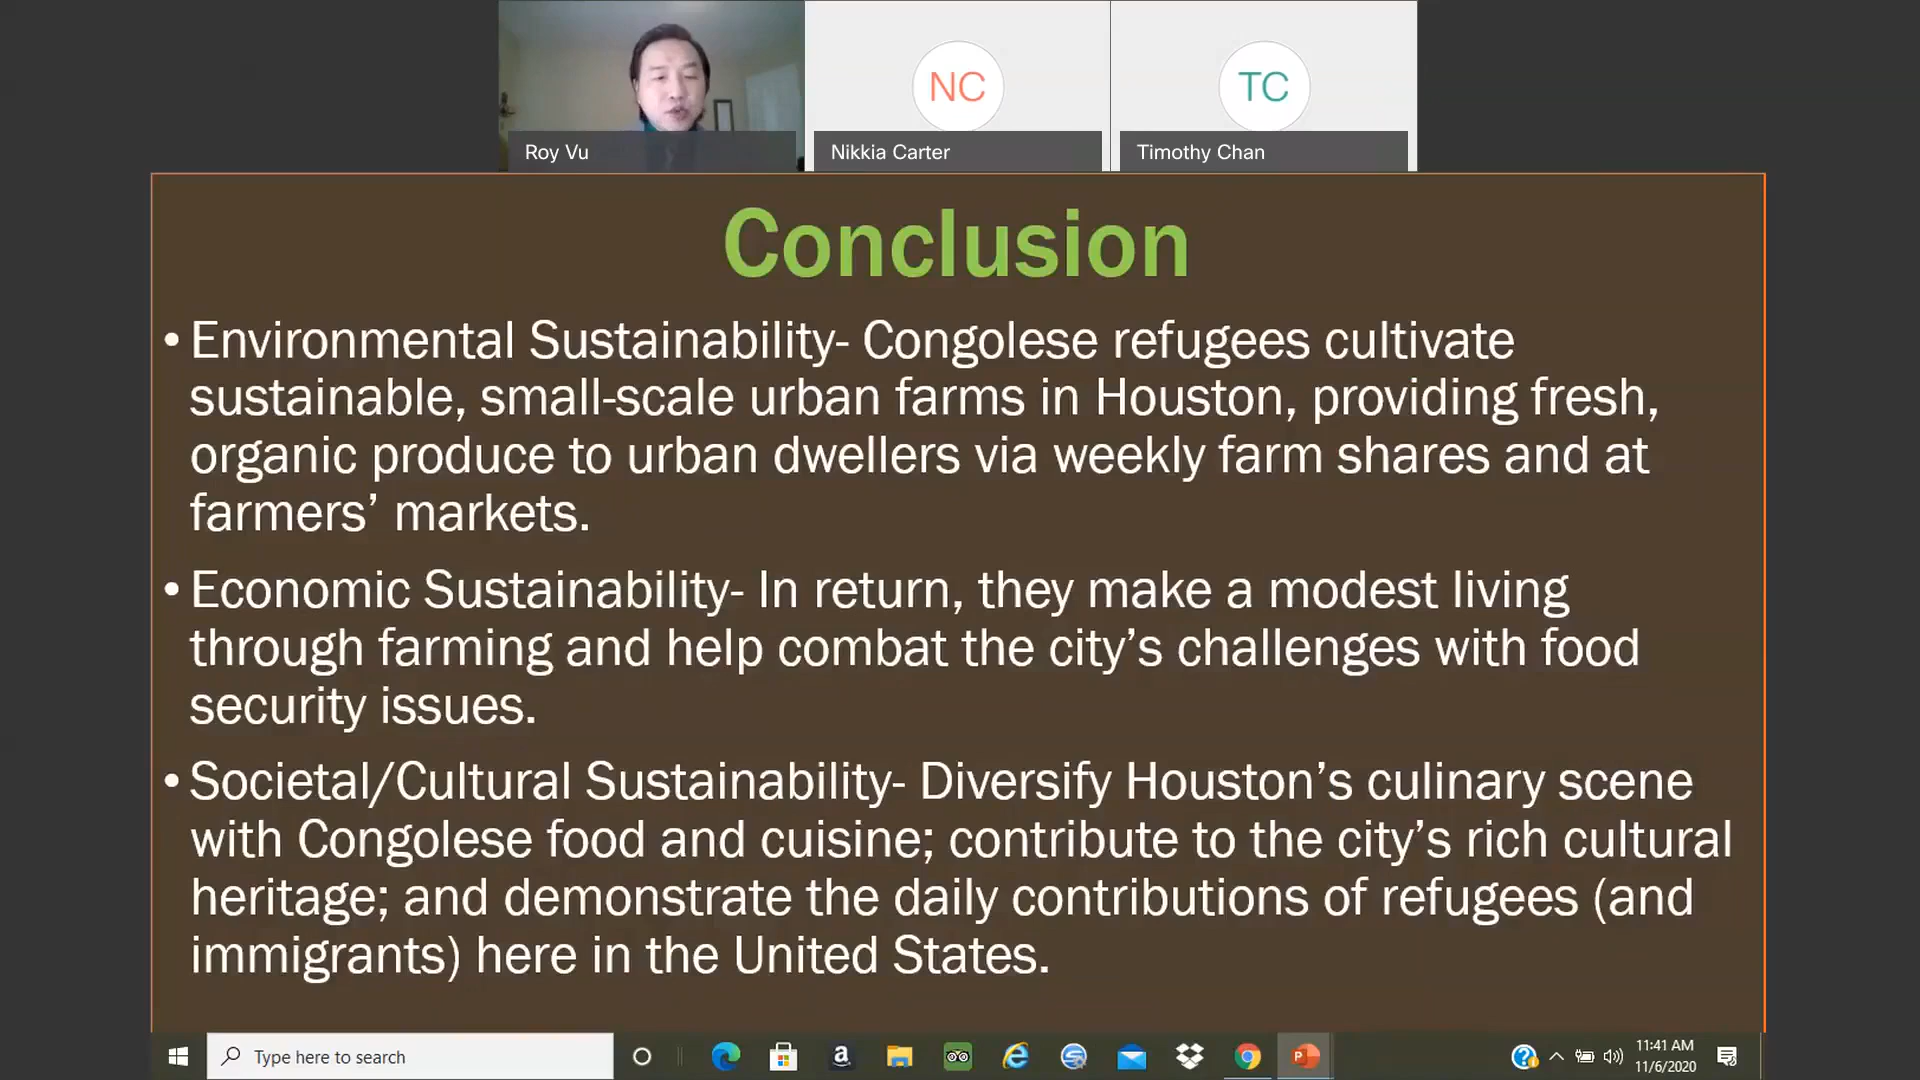 NC
TC
Roy Vu
Nikkia Carter
Timothy Chan
Conclusion
• Environmental Sustainability- Congolese refugees cultivate
sustainable, small-scale urban farms in Houston, providing fresh,
organic produce to urban dwellers via weekly farm shares and at
farmers’ markets.
• Economic Sustainability- In return, they make a modest living
through farming and help combat the city’s challenges with food
security issues.
• Societal/Cultural Sustainability- Diversify Houston’s culinary scene
with Congolese food and cuisine; contribute to the city’s rich cultural
heritage; and demonstrate the daily contributions of refugees (and
immigrants) here in the United States.
Type here to search
11:41 AM
11/6/2020